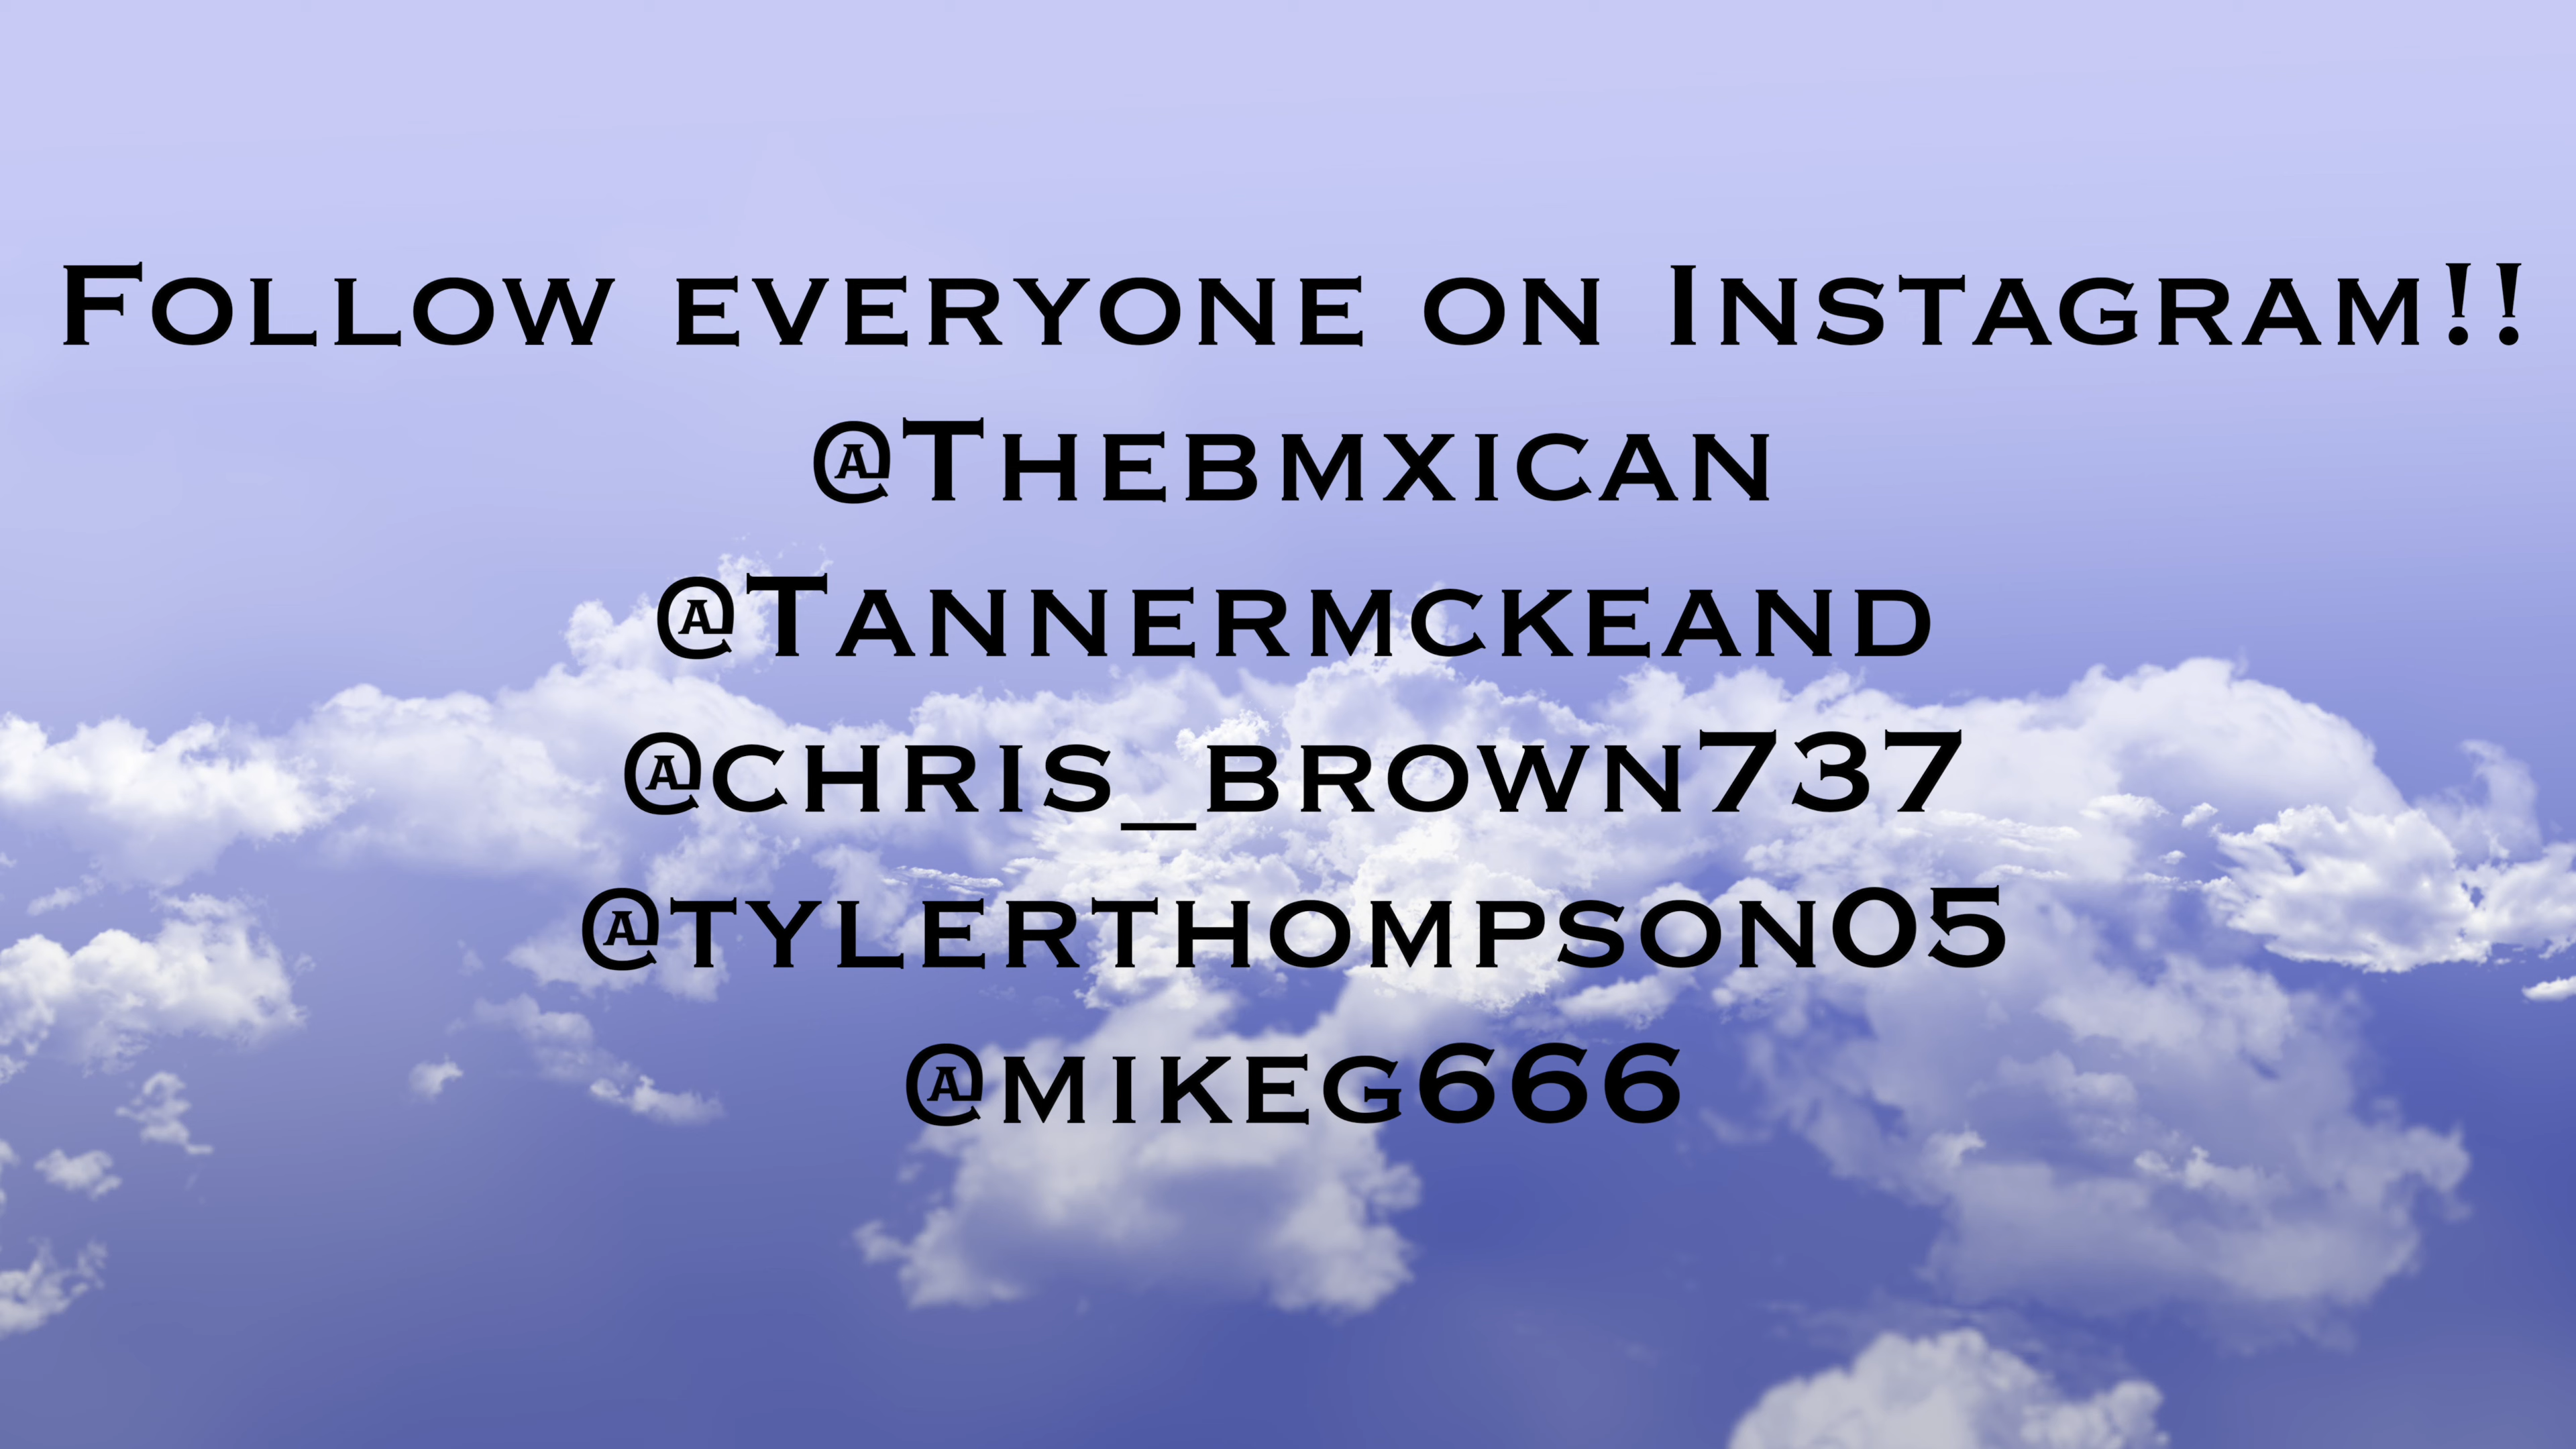 Follow everyone on Instagram!!
@Thebmxican
@Tannermckeand
@chris_brown737
@tylerthompson05
@mikeg666